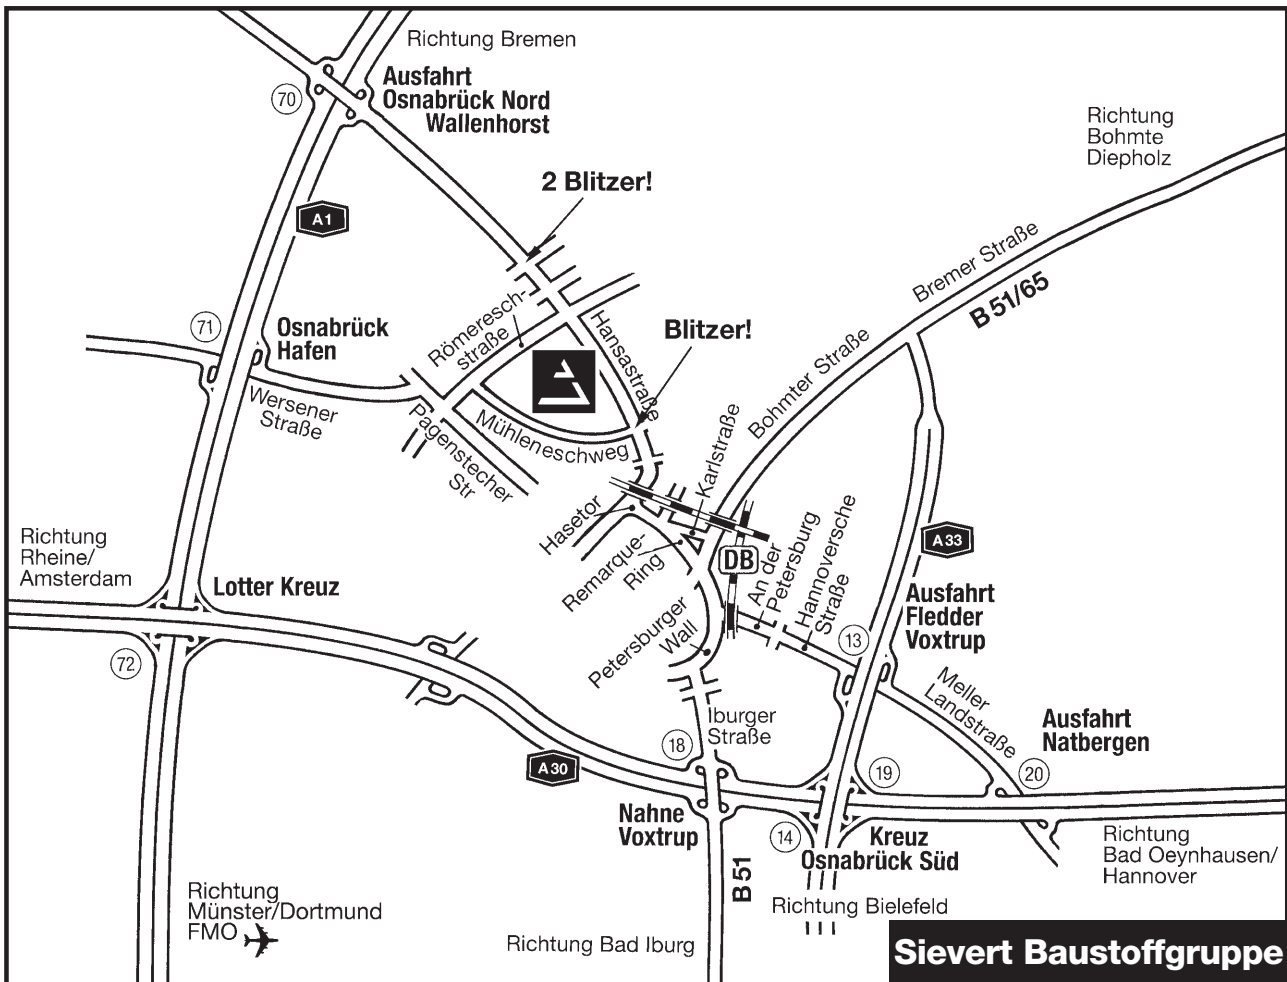 Richtung Bremen
Ausfahrt
Osnabrück Nord
Wallenhorst
70
Richtung
Bohmte
Diepholz
2 Blitzer!
A1
Bremer Straße
B 51/65
71
Osnabrück
Hafen
Römeresch-
straße
Hansastraße
Blitzer!
Bohmter Straße
Wersener
Straße
Pagenstecher
Str
Mühleneschweg
Karlstraße
Hasetor
Remarque-
Ring
DB
An der
Petersburg
Hannoversche
Straße
A33
Richtung
Rheine/
Amsterdam
Lotter Kreuz
Ausfahrt
Fledder
Voxtrup
72
Petersburger
Wall
13
Meller
Landstraße
Iburger
Straße
Ausfahrt
Natbergen
18
19
20
A30
Nahne
Voxtrup
14
Kreuz
Osnabrück Süd
Richtung
Bad Oeynhausen/
Hannover
B 51
Richtung
Münster/Dortmund
FMO
Richtung Bielefeld
Richtung Bad Iburg
Sievert Baustoffgruppe